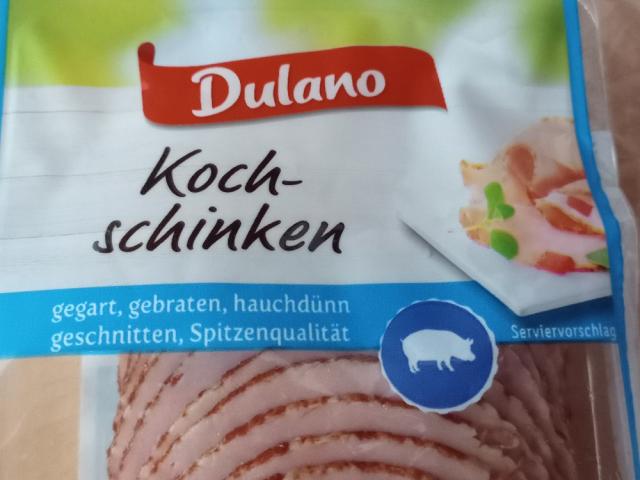 Dulano
Koch-
schinken
gegart, gebraten, hauchdünn
geschnitten, Spitzenqualität
Serviervorschlag